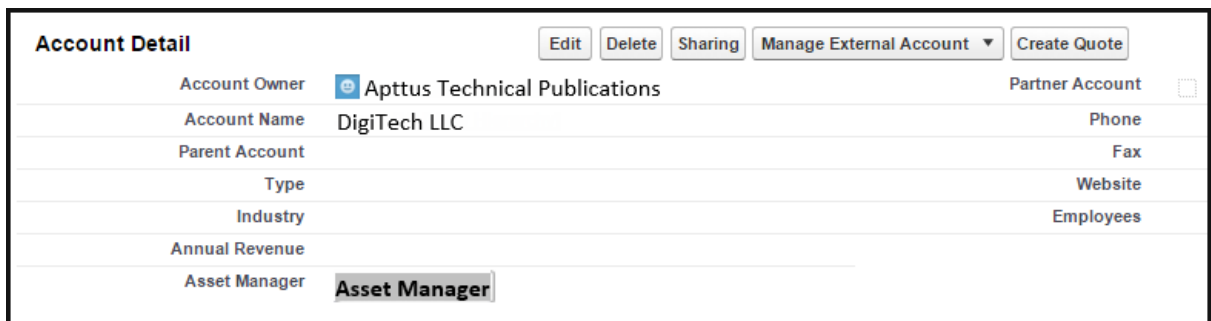 Account Detail Edit Delete Sharing Manage External Account Create Quote
Account Owner Apttus Technical Publications Partner Account
Account Name DigiTech LLC Phone
Parent Account Fax
Type Website
Industry Employees
Annual Revenue
Asset Manager Asset Manager